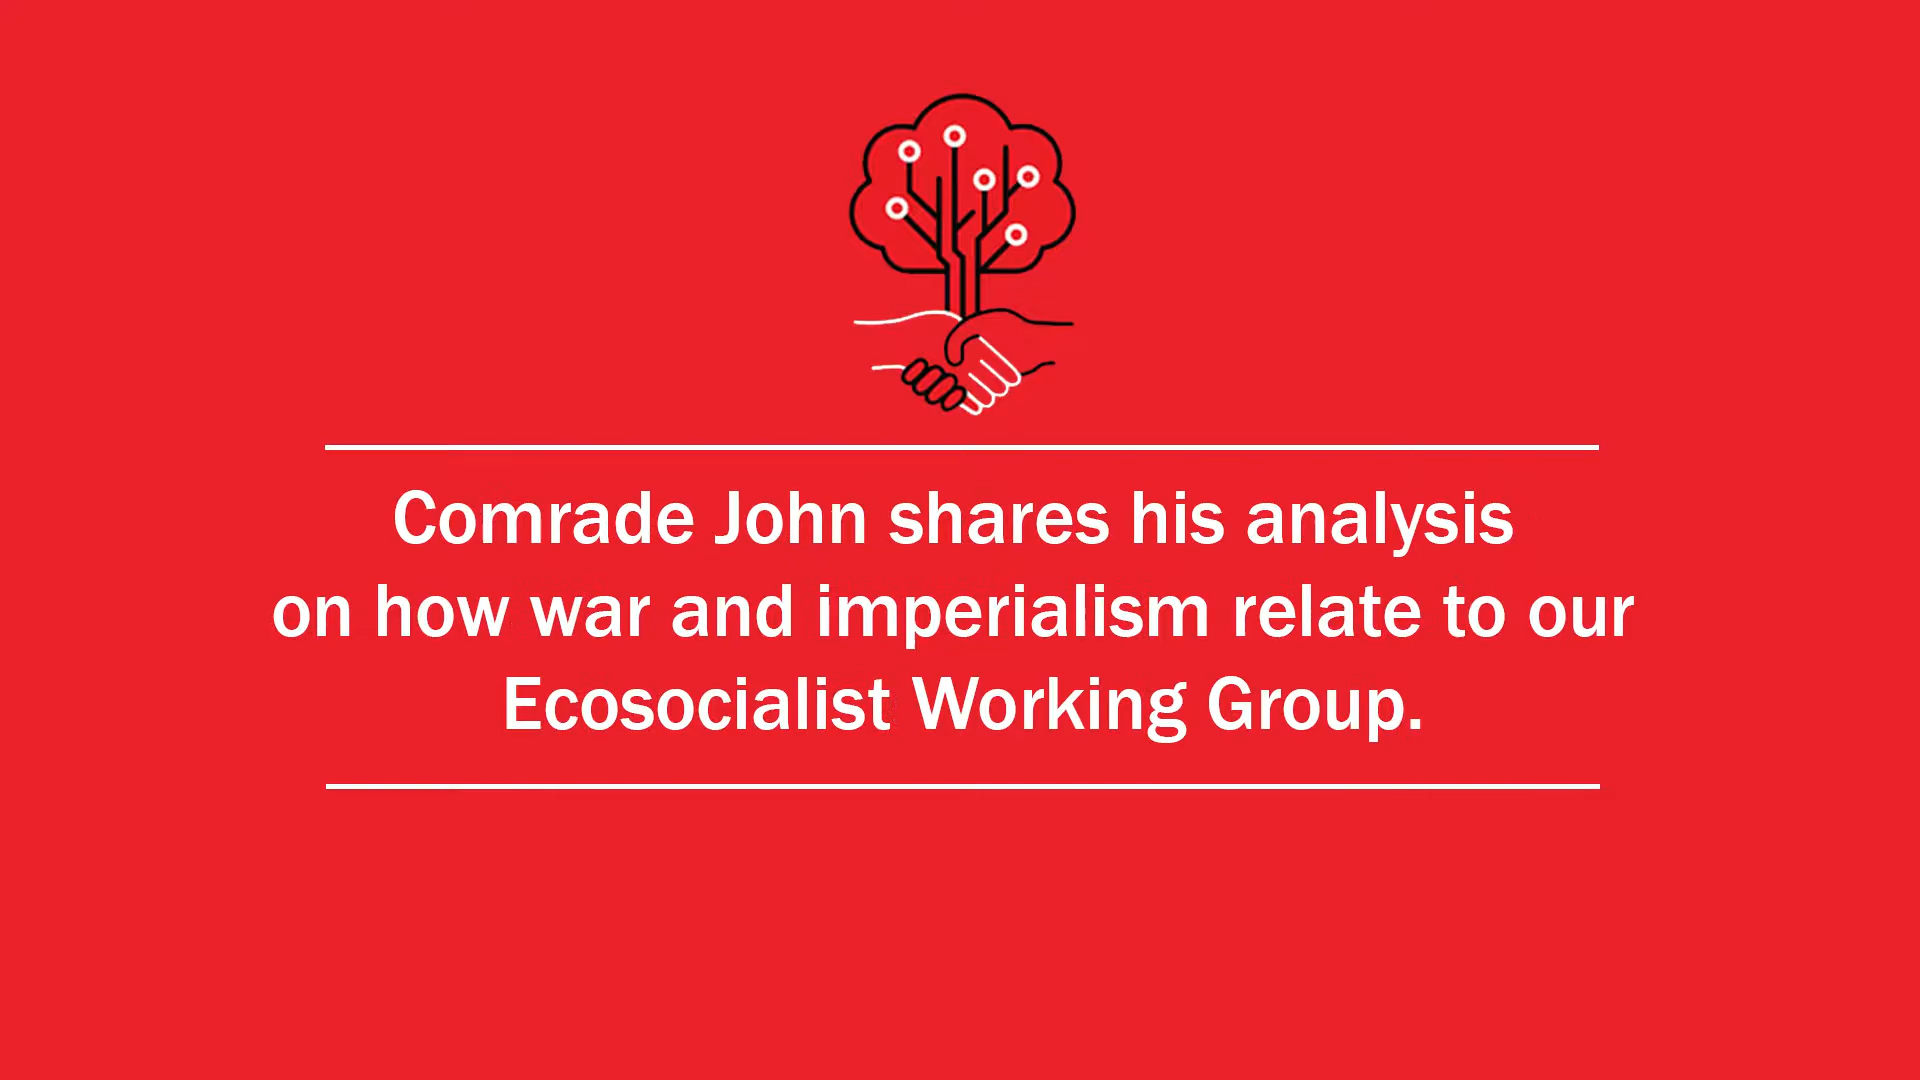 Comrade John shares his analysis
on how war and imperialism relate to our
Ecosocialist Working Group.